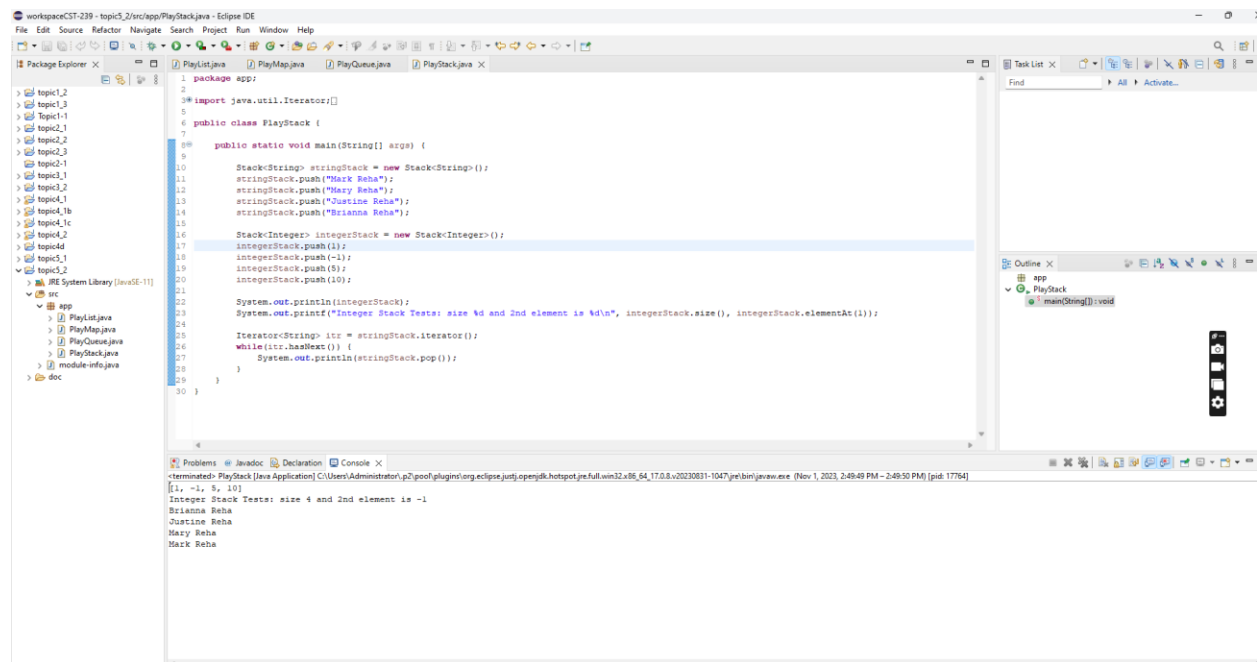 workspaceCST-239 - topic5_2/src/app/PlayStack.java - Eclipse IDE
File Edit Source Refactor Navigate Search Project Run Window Help
Package Explorer
PlayList.java PlayMap.java PlayQueue.java PlayStack.java
Task List
Find All Activate...
topic1_2
topic1_3
Topic1-1
topic2_1
topic2_2
topic2_3
topic2-1
topic3_1
topic3_2
topic4_1
topic4_1b
topic4_1c
topic4_2
topic4d
topic5_1
topic5_2
JRE System Library [JavaSE-11]
src
app
PlayList.java
PlayMap.java
PlayQueue.java
PlayStack.java
module-info.java
doc
1 package app;
2
3 import java.util.Iterator;
5
6 public class PlayStack {
7
8 public static void main(String[] args) {
9
10 Stack<String> stringStack = new Stack<String>();
11 stringStack.push("Mark Reha");
12 stringStack.push("Mary Reha");
13 stringStack.push("Justine Reha");
14 stringStack.push("Brianna Reha");
15
16 Stack<Integer> integerStack = new Stack<Integer>();
17 integerStack.push(1);
18 integerStack.push(-1);
19 integerStack.push(5);
20 integerStack.push(10);
21
22 System.out.println(integerStack);
23 System.out.printf("Integer Stack Tests: size %d and 2nd element is %d\n", integerStack.size(), integerStack.elementAt(1));
24
25 Iterator<String> itr = stringStack.iterator();
26 while(itr.hasNext()) {
27 System.out.println(stringStack.pop());
28 }
29 }
30 }
Outline
app
PlayStack
main(String[]) : void
Problems Javadoc Declaration Console
<terminated> PlayStack [Java Application] C:\Users\Administrator\.p2\pool\plugins\org.eclipse.justj.openjdk.hotspot.jre.full.win32.x86_64_17.0.8.v20230831-1047\jre\bin\javaw.exe (Nov 1, 2023, 2:49:49 PM – 2:49:50 PM) [pid: 17764]
[1, -1, 5, 10]
Integer Stack Tests: size 4 and 2nd element is -1
Brianna Reha
Justine Reha
Mary Reha
Mark Reha